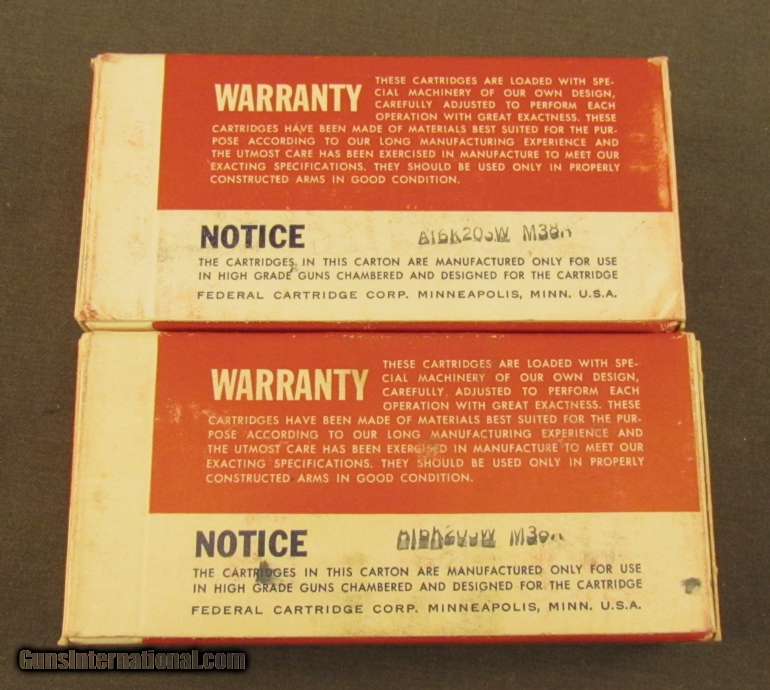 WARRANTY
THESE CARTRIDGES ARE LOADED WITH SPE-
CIAL MACHINERY OF OUR OWN DESIGN,
CAREFULLY ADJUSTED TO PERFORM EACH
OPERATION WITH GREAT EXACTNESS. THESE
CARTRIDGES HAVE BEEN MADE OF MATERIALS BEST SUITED FOR THE PUR-
POSE ACCORDING TO OUR LONG MANUFACTURING EXPERIENCE AND
THE UTMOST CARE HAS BEEN EXERCISED IN MANUFACTURE TO MEET OUR
EXACTING SPECIFICATIONS. THEY SHOULD BE USED ONLY IN PROPERLY
CONSTRUCTED ARMS IN GOOD CONDITION.
NOTICE
THE CARTRIDGES IN THIS CARTON ARE MANUFACTURED ONLY FOR USE
IN HIGH GRADE GUNS CHAMBERED AND DESIGNED FOR THE CARTRIDGE
FEDERAL CARTRIDGE CORP. MINNEAPOLIS, MINN. U.S.A.
WARRANTY
THESE CARTRIDGES ARE LOADED WITH SPE-
CIAL MACHINERY OF OUR OWN DESIGN,
CAREFULLY ADJUSTED TO PERFORM EACH
OPERATION WITH GREAT EXACTNESS. THESE
CARTRIDGES HAVE BEEN MADE OF MATERIALS BEST SUITED FOR THE PUR-
POSE ACCORDING TO OUR LONG MANUFACTURING EXPERIENCE AND
THE UTMOST CARE HAS BEEN EXERCISED IN MANUFACTURE TO MEET OUR
EXACTING SPECIFICATIONS. THEY SHOULD BE USED ONLY IN PROPERLY
CONSTRUCTED ARMS IN GOOD CONDITION.
NOTICE
THE CARTRIDGES IN THIS CARTON ARE MANUFACTURED ONLY FOR USE
IN HIGH GRADE GUNS CHAMBERED AND DESIGNED FOR THE CARTRIDGE
FEDERAL CARTRIDGE CORP. MINNEAPOLIS, MINN. U.S.A.
GunsInternational.com